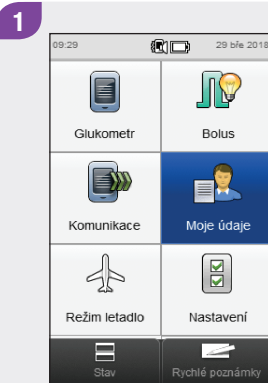 1
09:29 29 bře 2018
Glukometr Bolus
Komunikace Moje údaje
Režim letadlo Nastavení
Stav Rychlé poznámky